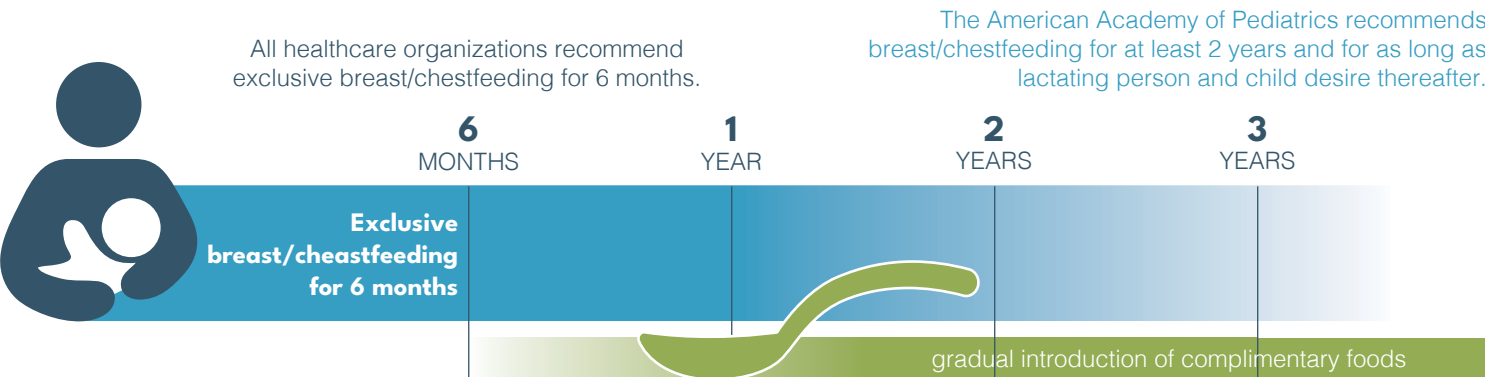 All healthcare organizations recommend
exclusive breast/chestfeeding for 6 months.
The American Academy of Pediatrics recommends
breast/chestfeeding for at least 2 years and for as long as
lactating person and child desire thereafter.
6
MONTHS
1
YEAR
2
YEARS
3
YEARS
Exclusive
breast/cheastfeeding
for 6 months
gradual introduction of complimentary foods